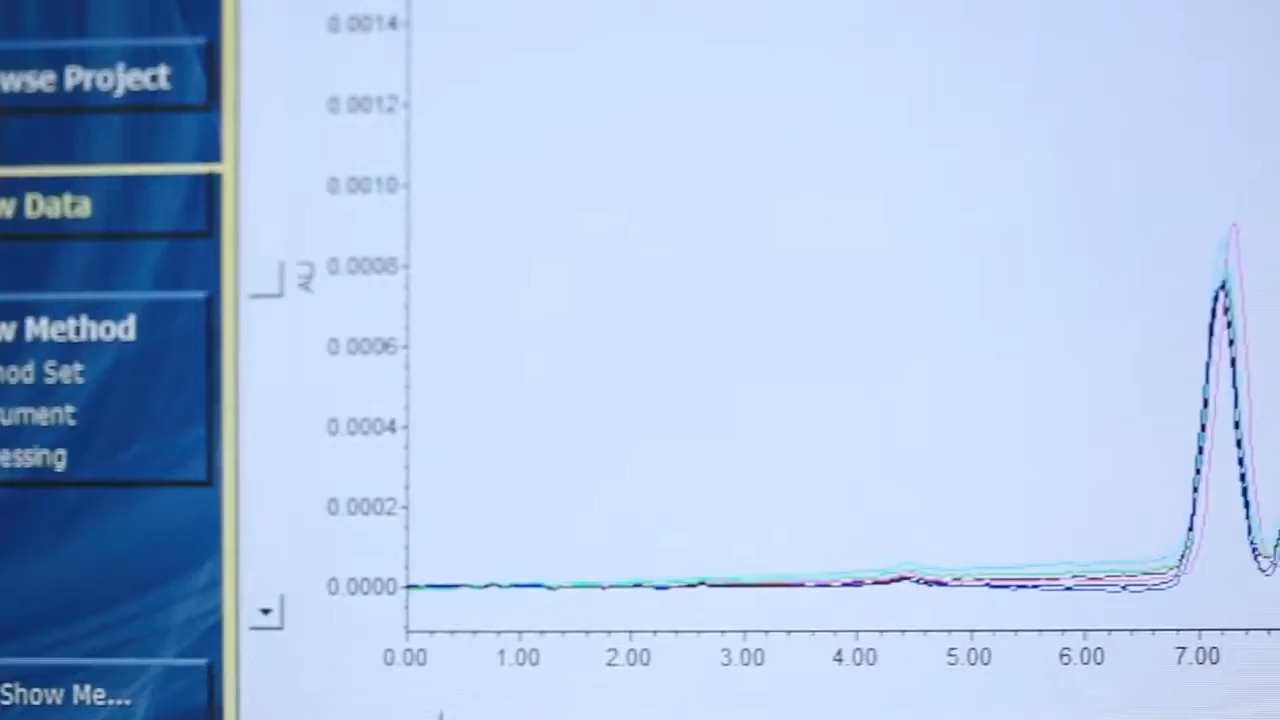 wse Project
w Data
w Method
nod Set
ument
essing
Show Me...
AU
0.0014
0.0012
0.0010
0.0008
0.0006
0.0004
0.0002
0.0000
0.00 1.00 2.00 3.00 4.00 5.00 6.00 7.00